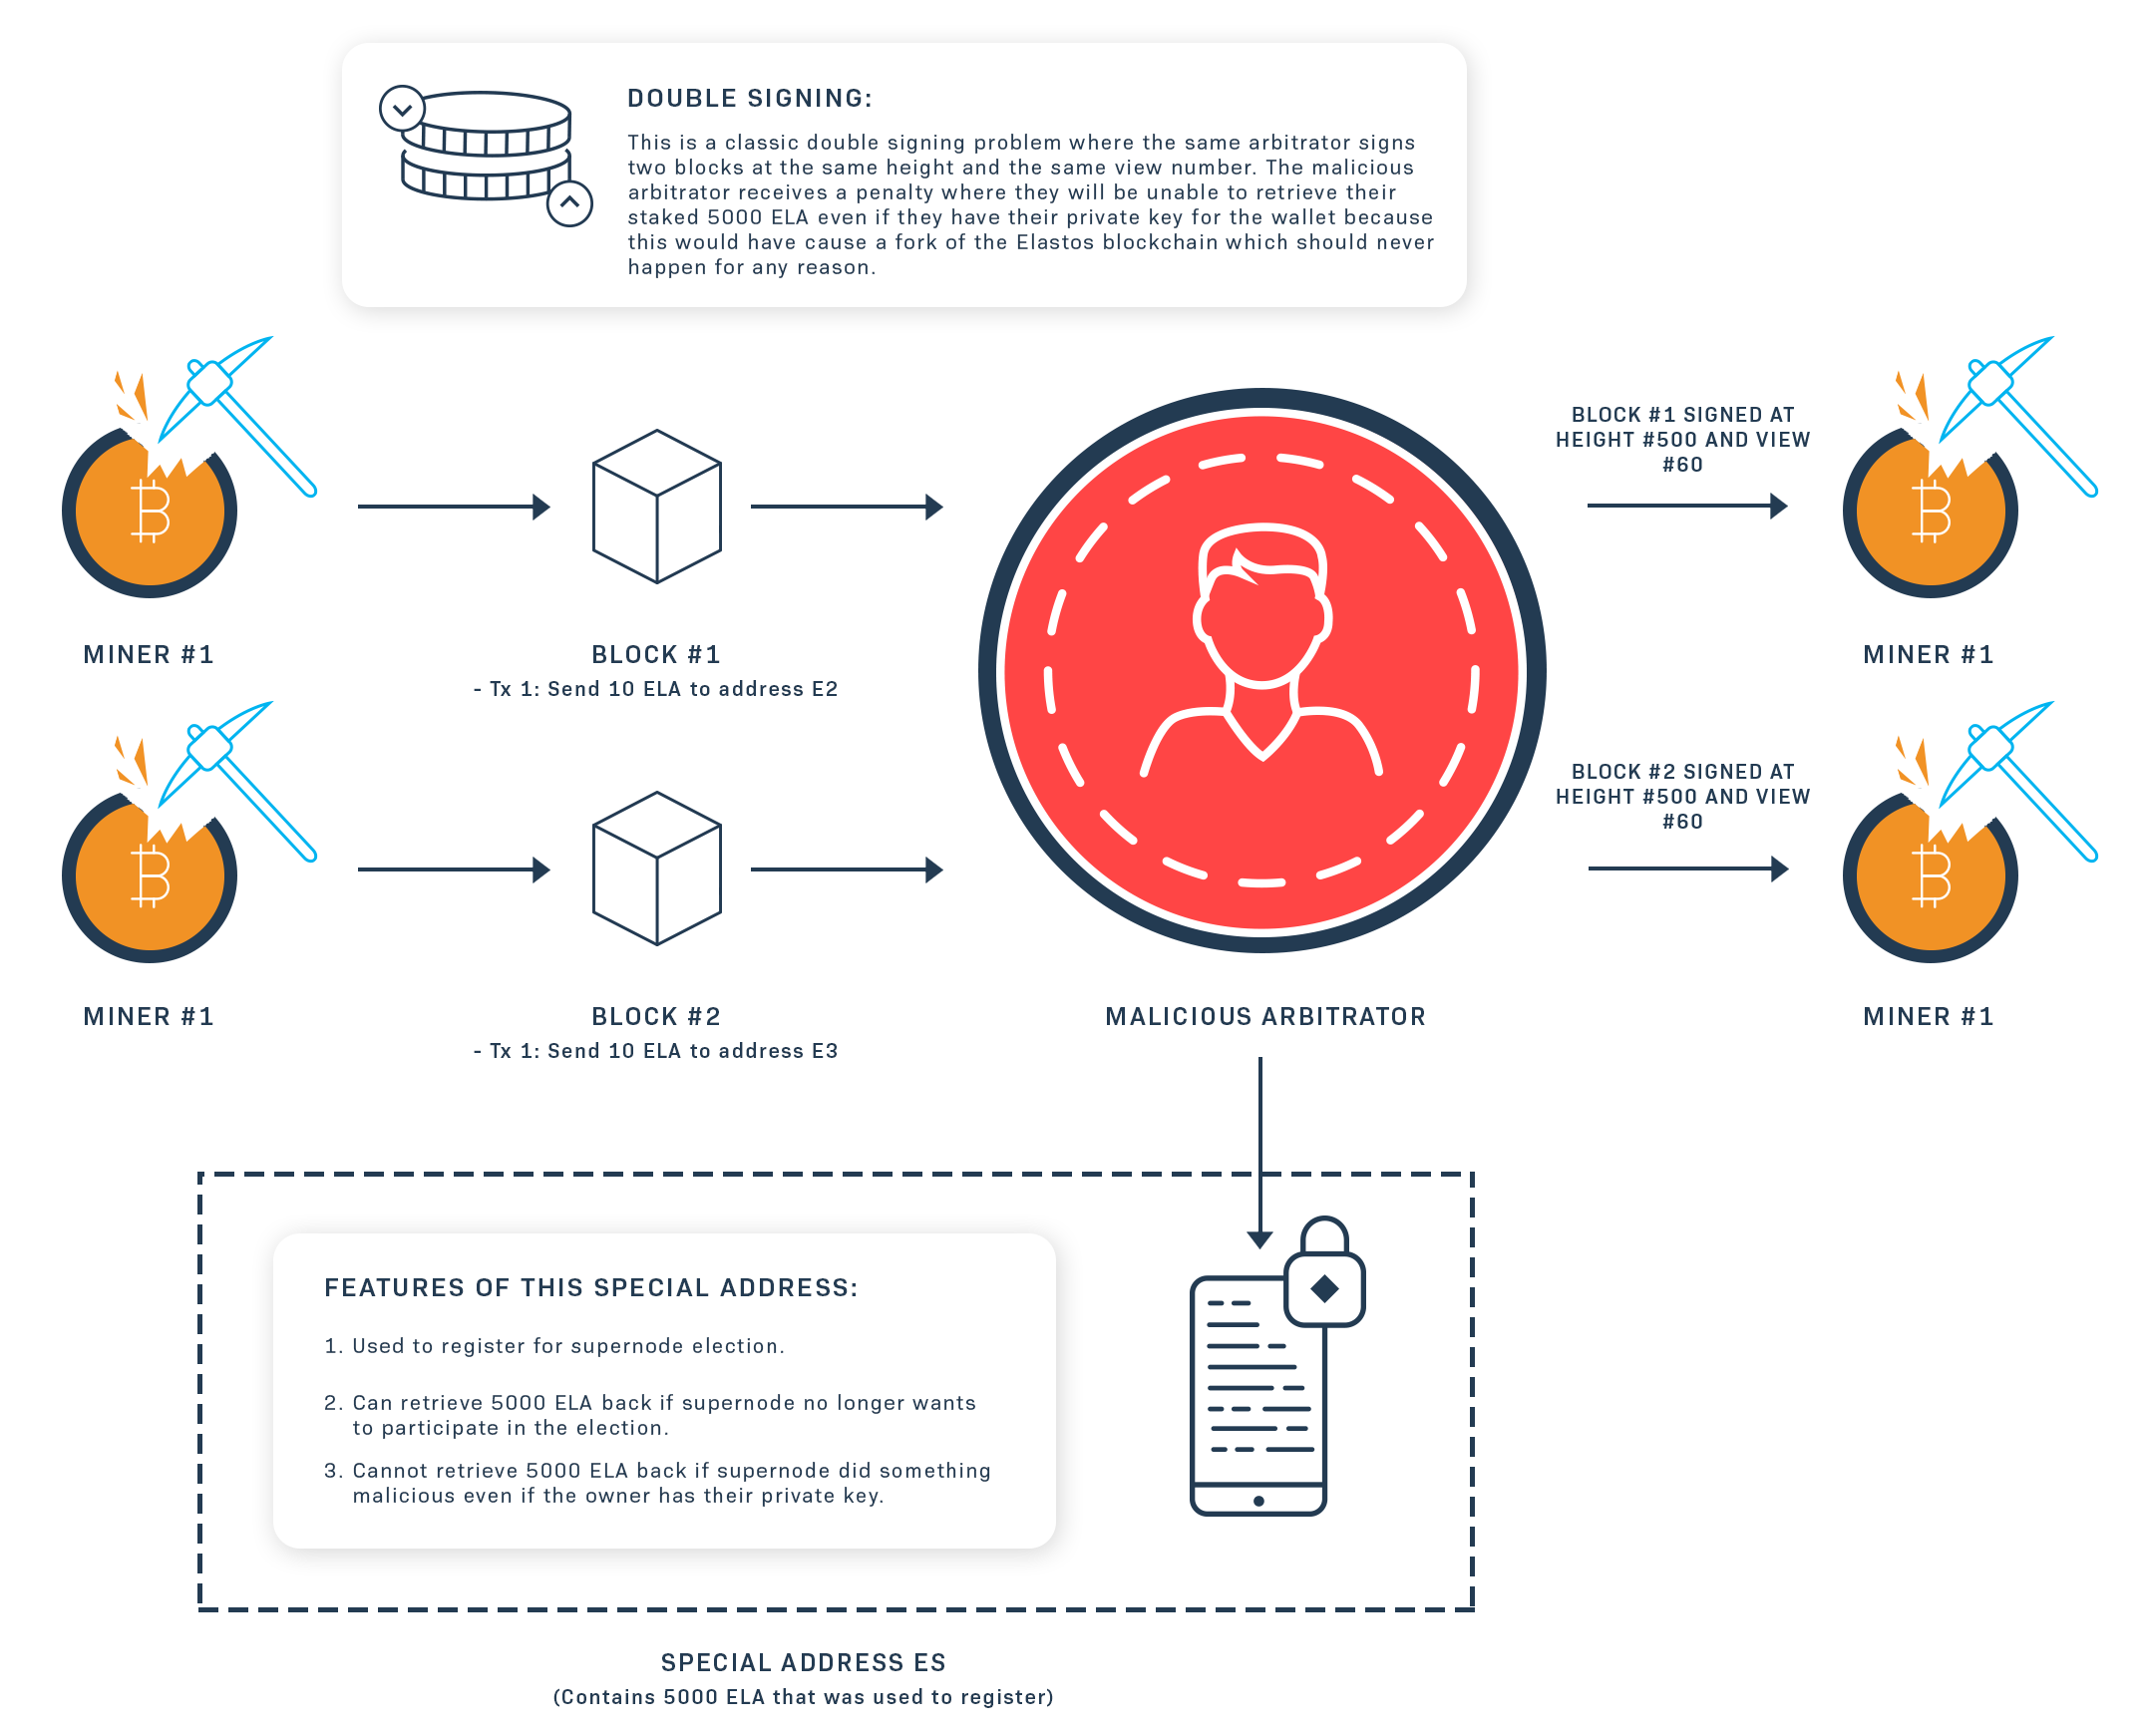 DOUBLE SIGNING:
This is a classic double signing problem where the same arbitrator signs
two blocks at the same height and the same view number. The malicious
arbitrator receives a penalty where they will be unable to retrieve their
staked 5000 ELA even if they have their private key for the wallet because
this would have cause a fork of the Elastos blockchain which should never
happen for any reason.
BLOCK #1 SIGNED AT
HEIGHT #500 AND VIEW
#60
MINER #1
BLOCK #1
- Tx 1: Send 10 ELA to address E2
MINER #1
BLOCK #2 SIGNED AT
HEIGHT #500 AND VIEW
#60
MINER #1
BLOCK #2
- Tx 1: Send 10 ELA to address E3
MALICIOUS ARBITRATOR
MINER #1
FEATURES OF THIS SPECIAL ADDRESS:
1. Used to register for supernode election.
2. Can retrieve 5000 ELA back if supernode no longer wants
to participate in the election.
3. Cannot retrieve 5000 ELA back if supernode did something
malicious even if the owner has their private key.
SPECIAL ADDRESS ES
(Contains 5000 ELA that was used to register)